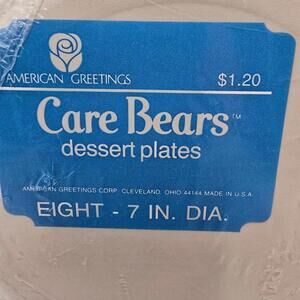 AMERICAN GREETINGS
$1.20
Care Bears™
dessert plates
AMERICAN GREETINGS CORP. CLEVELAND, OHIO 44144 MADE IN U.S.A.
EIGHT - 7 IN. DIA.